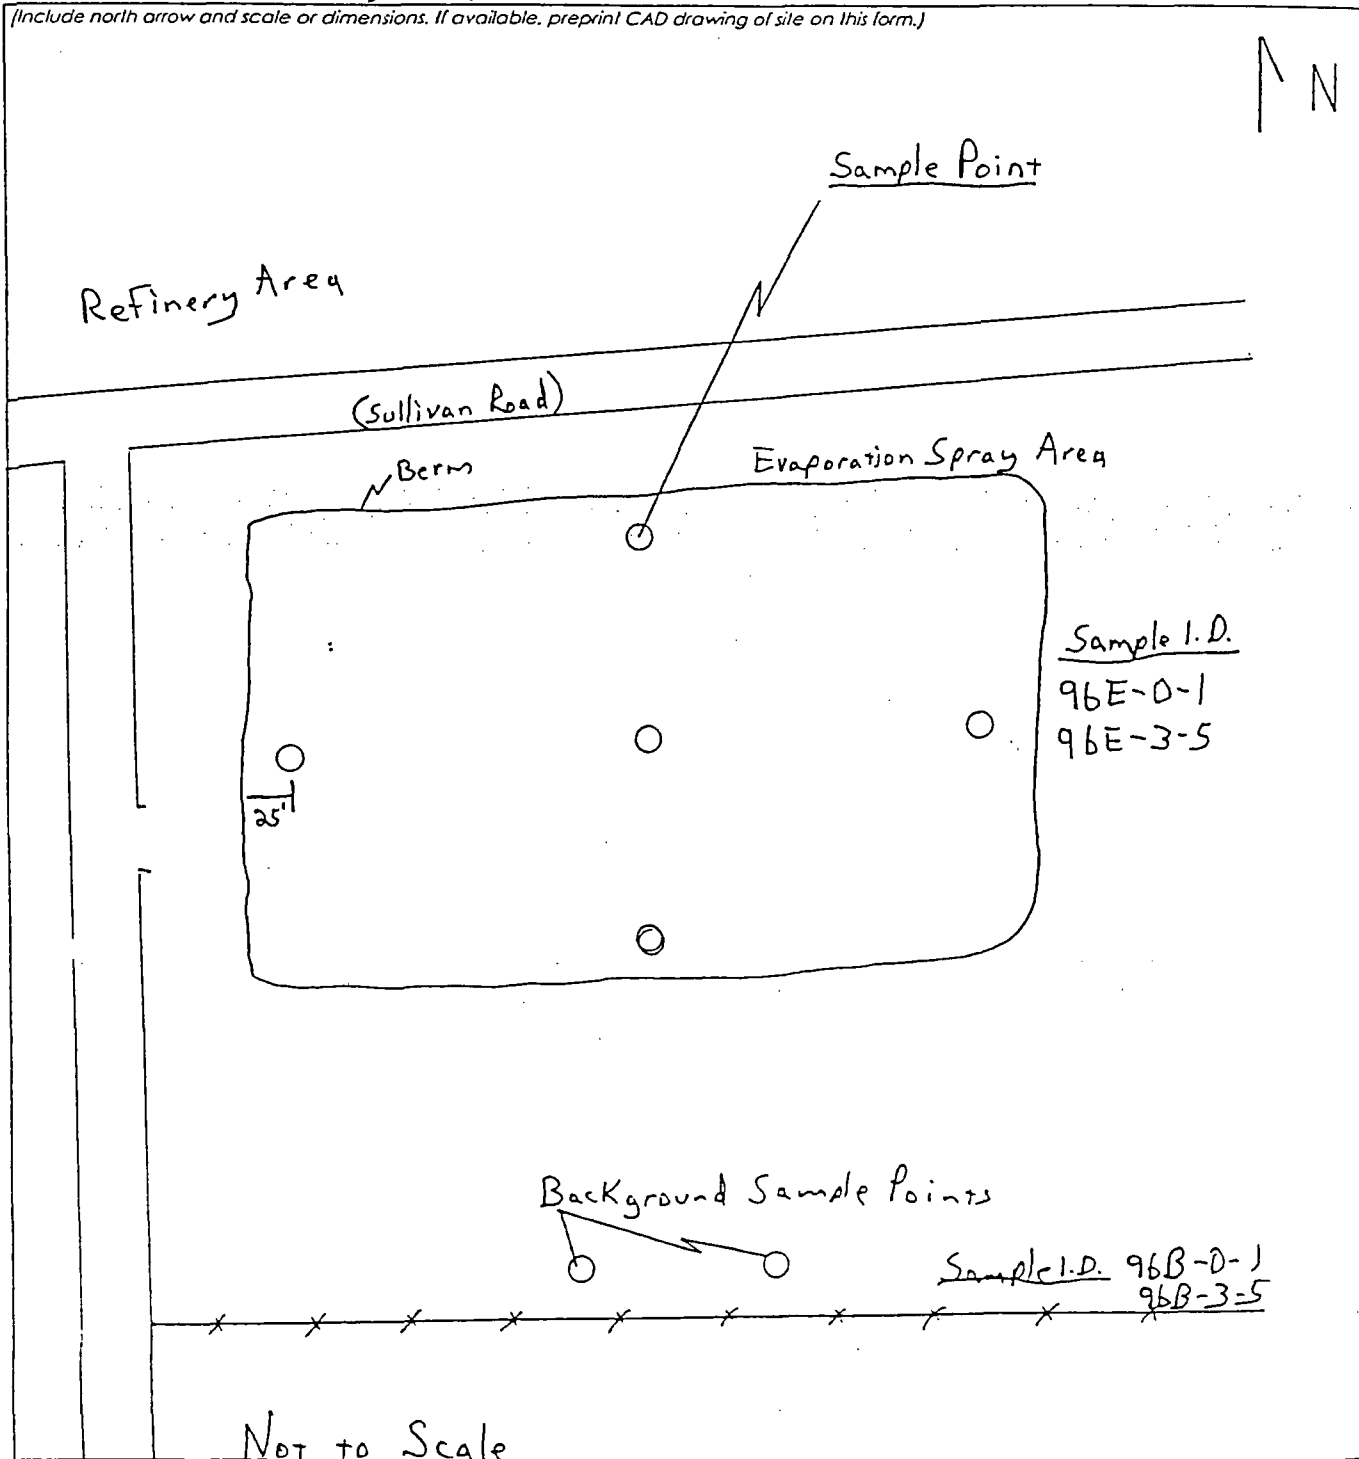 (Include north arrow and scale or dimensions. If available, preprint CAD drawing of site on this form.)
N
Sample Point
Refinery Area
(Sullivan Road)
Berm
Evaporation Spray Area
Sample I.D.
96E-0-1
96E-3-5
25'
Background Sample Points
Sample I.D. 96B-0-1
96B-3-5
Not to Scale